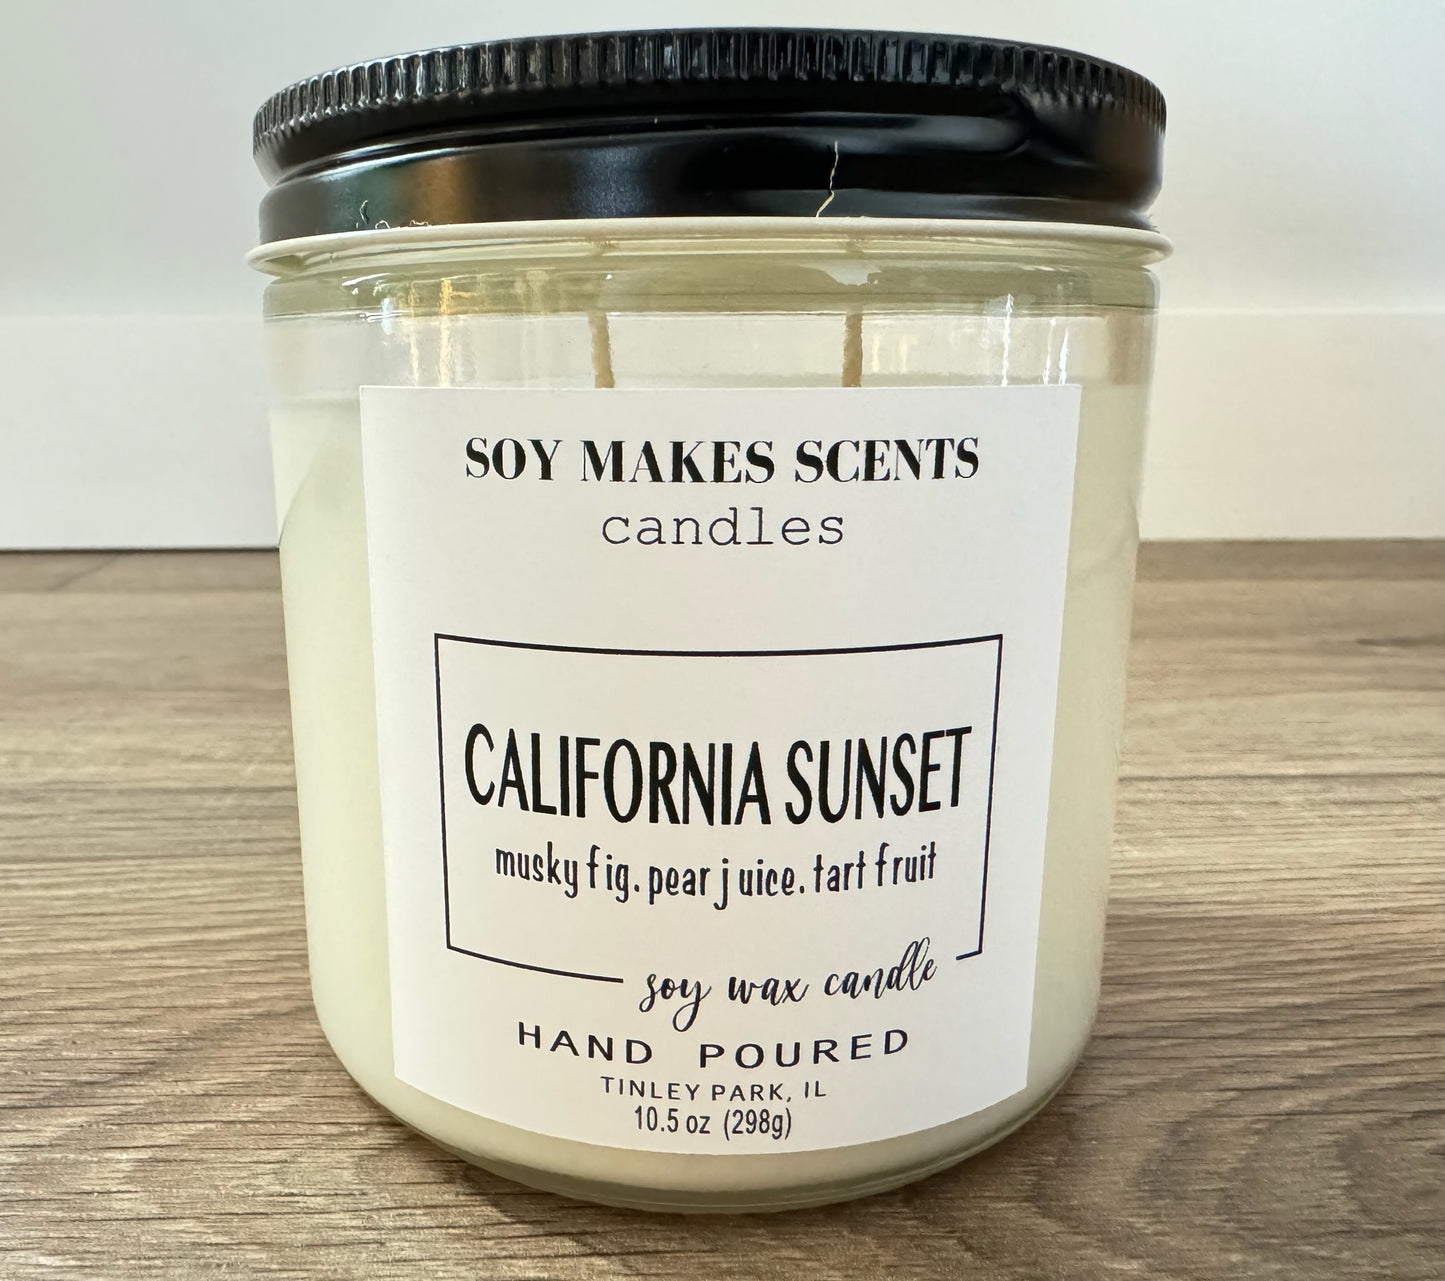 SOY MAKES SCENTS
candles
CALIFORNIA SUNSET
musky fig. pear juice. tart fruit
soy wax candle
HAND POURED
TINLEY PARK, IL
10.5 oz (298g)